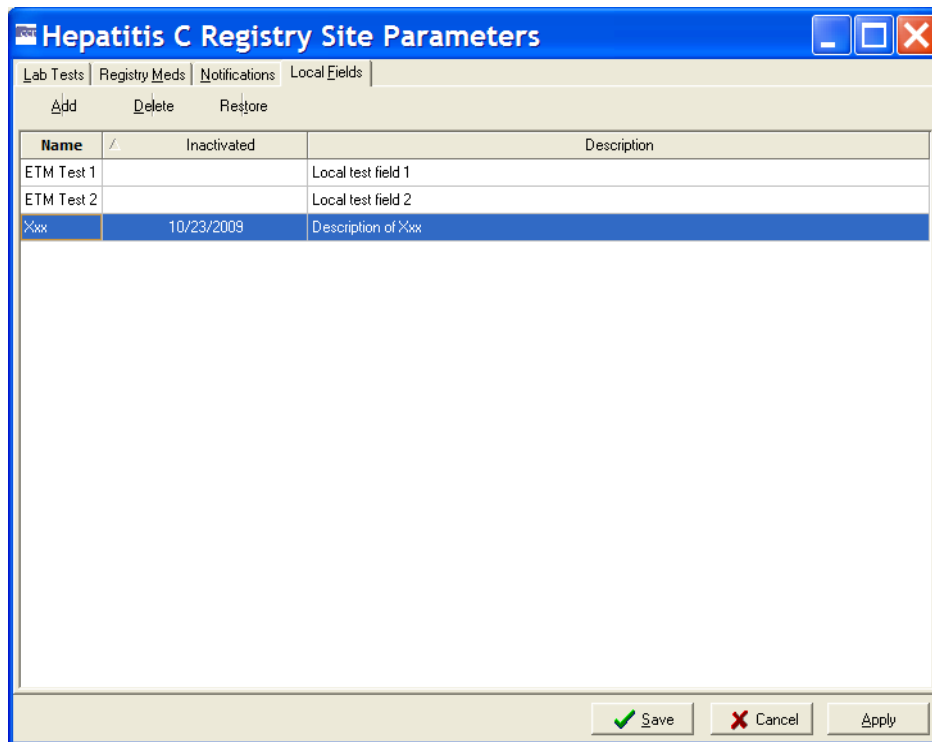 Hepatitis C Registry Site Parameters
Lab Tests Registry Meds Notifications Local Fields
Add Delete Restore
Name Inactivated Description
ETM Test 1 Local test field 1
ETM Test 2 Local test field 2
Xxx 10/23/2009 Description of Xxx
Save Cancel Apply